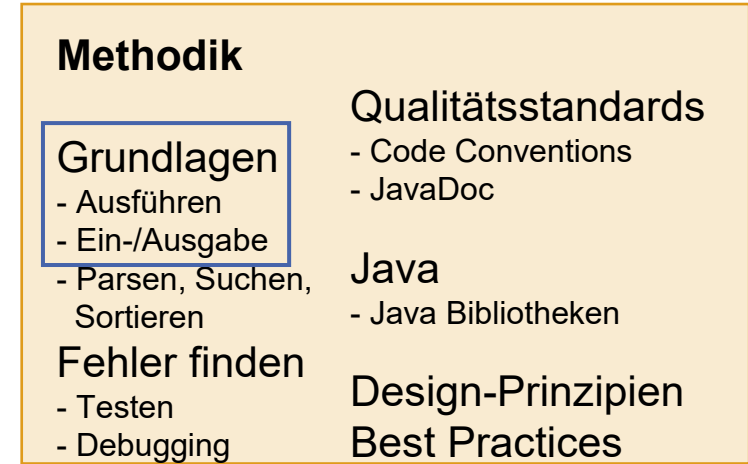 Methodik
Grundlagen
- Ausführen
- Ein-/Ausgabe
- Parsen, Suchen,
Sortieren
Fehler finden
- Testen
- Debugging
Qualitätsstandards
- Code Conventions
- JavaDoc
Java
- Java Bibliotheken
Design-Prinzipien
Best Practices